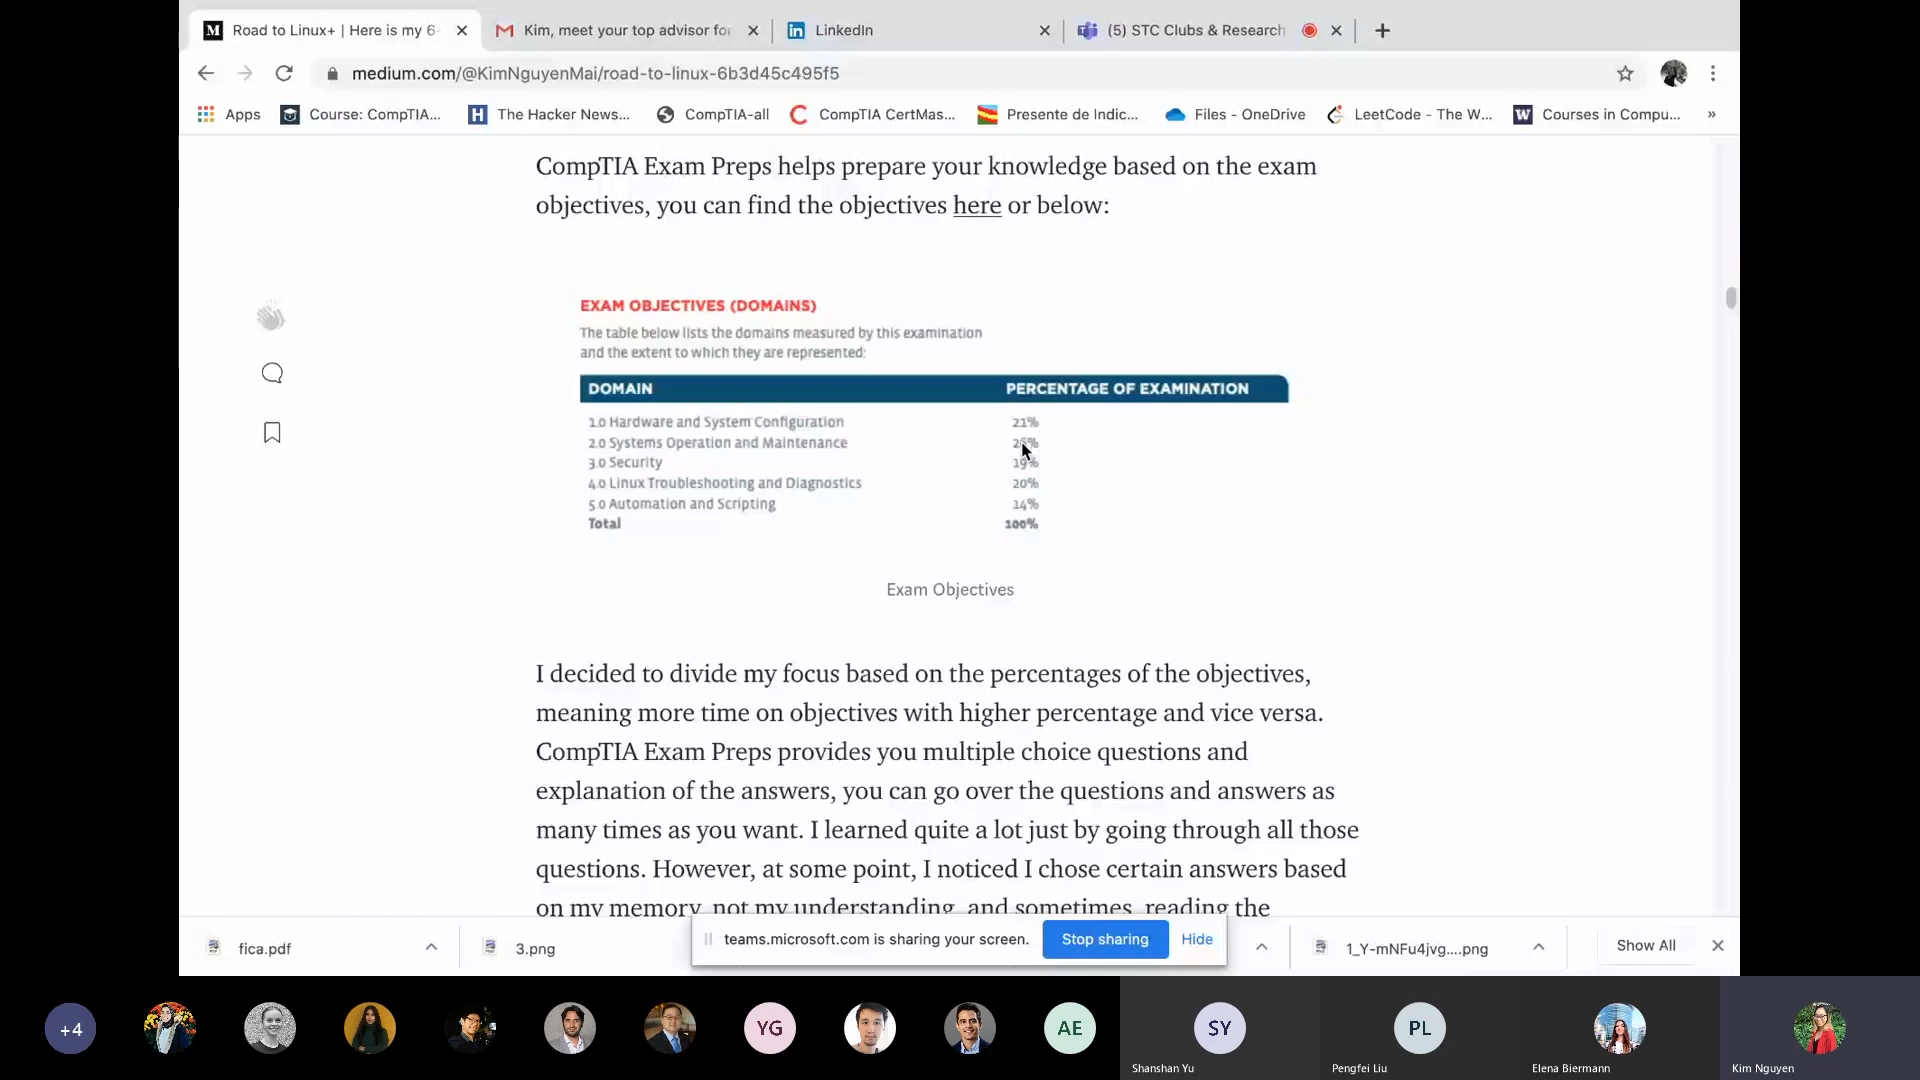 Road to Linux+ | Here is my 6-
Kim, meet your top advisor for
LinkedIn
(5) STC Clubs & Research
medium.com/@KimNguyenMai/road-to-linux-6b3d45c495f5
Apps
Course: CompTIA...
The Hacker News...
CompTIA-all
CompTIA CertMas...
Presente de Indic...
Files - OneDrive
LeetCode - The W...
Courses in Compu...
»
CompTIA Exam Preps helps prepare your knowledge based on the exam
objectives, you can find the objectives here or below:
EXAM OBJECTIVES (DOMAINS)
The table below lists the domains measured by this examination
and the extent to which they are represented:
DOMAIN PERCENTAGE OF EXAMINATION
1.0 Hardware and System Configuration 21%
2.0 Systems Operation and Maintenance
3.0 Security 19%
4.0 Linux Troubleshooting and Diagnostics 20%
5.0 Automation and Scripting 14%
Total 100%
Exam Objectives
I decided to divide my focus based on the percentages of the objectives,
meaning more time on objectives with higher percentage and vice versa.
CompTIA Exam Preps provides you multiple choice questions and
explanation of the answers, you can go over the questions and answers as
many times as you want. I learned quite a lot just by going through all those
questions. However, at some point, I noticed I chose certain answers based
on my memory, not my understanding, and sometimes, reading the
fica.pdf
3.png
teams.microsoft.com is sharing your screen.
Stop sharing
Hide
1_Y-mNFu4jvg....png
Show All
+4
YG
AE
SY
Shanshan Yu
PL
Pengfei Liu
Elena Biermann
Kim Nguyen